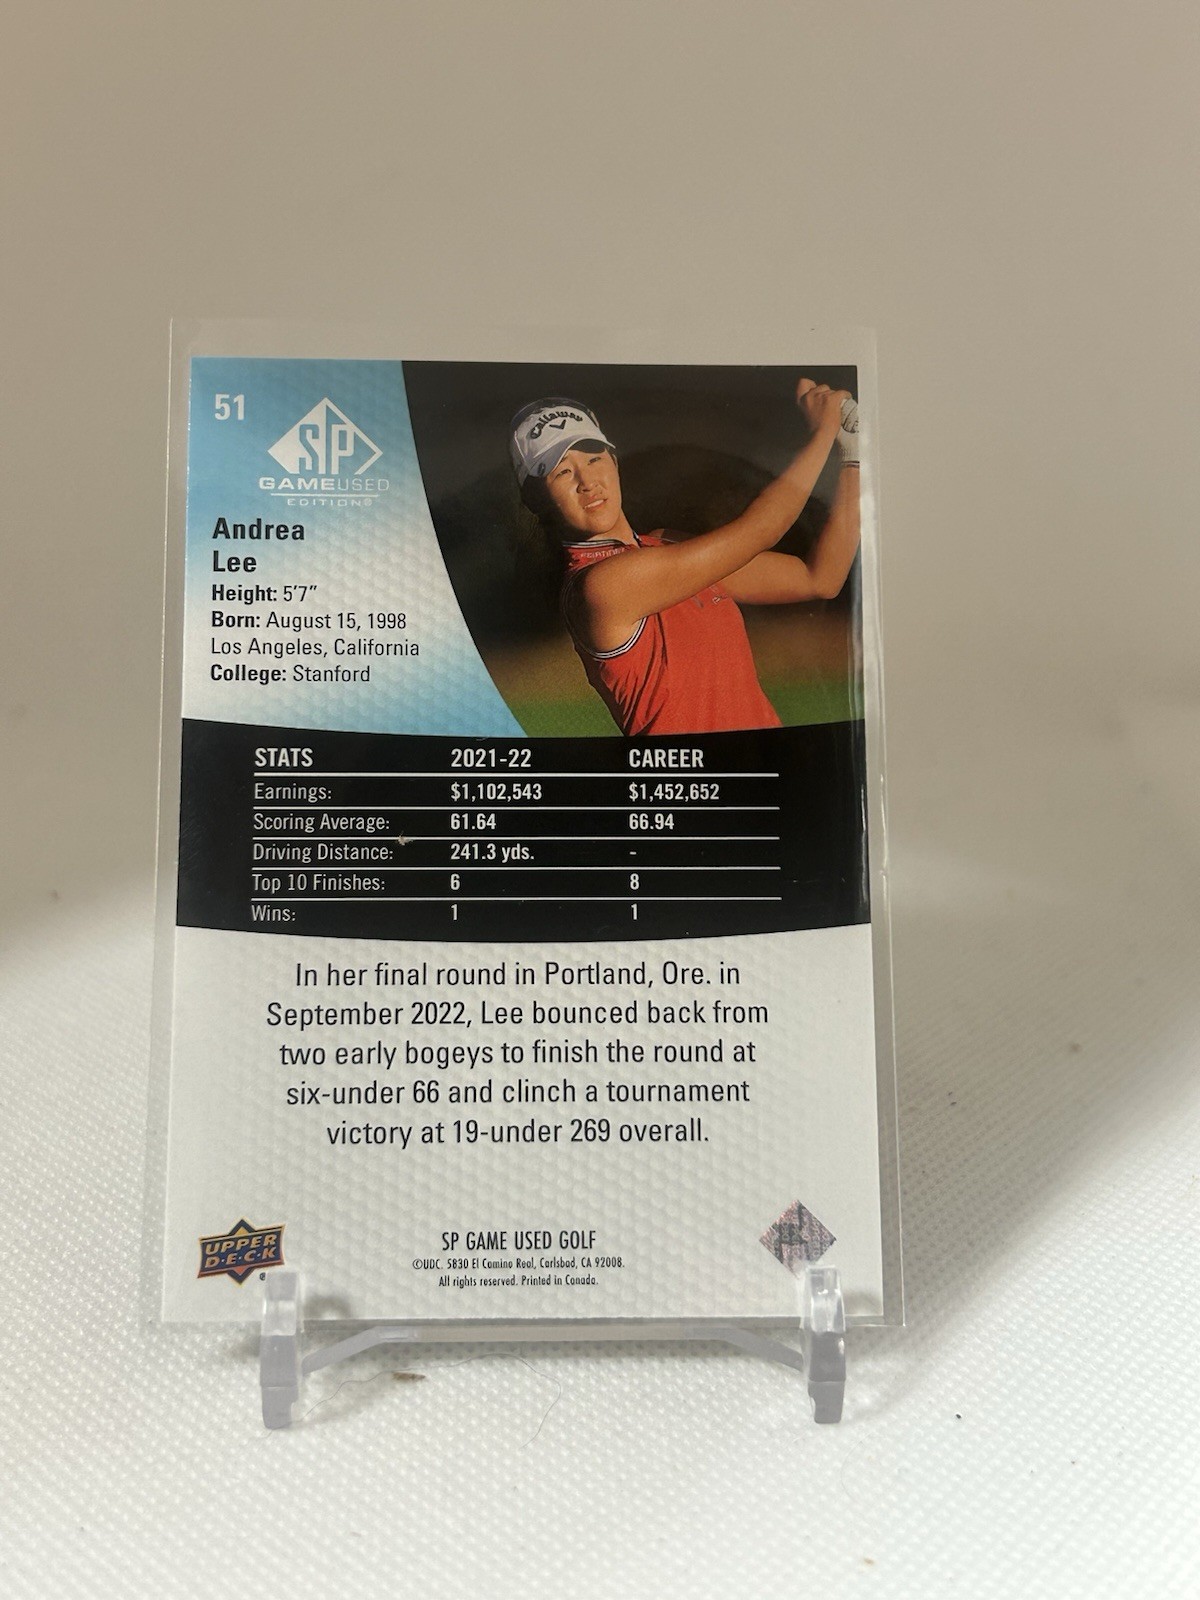 51
SP
GAMEUSED
EDITION®
Callaway
Andrea
Lee
Height: 5'7"
Born: August 15, 1998
Los Angeles, California
College: Stanford
STATS 2021-22 CAREER
Earnings: $1,102,543 $1,452,652
Scoring Average: 61.64 66.94
Driving Distance: 241.3 yds. -
Top 10 Finishes: 6 8
Wins: 1 1
In her final round in Portland, Ore. in
September 2022, Lee bounced back from
two early bogeys to finish the round at
six-under 66 and clinch a tournament
victory at 19-under 269 overall.
UPPER
D·E·C·K
SP GAME USED GOLF
©UDC. 5830 El Camino Real, Carlsbad, CA 92008.
All rights reserved. Printed in Canada.